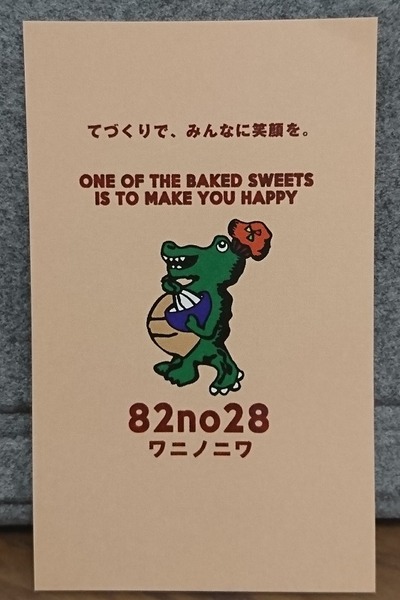 てづくりで、みんなに笑顔を。
ONE OF THE BAKED SWEETS
IS TO MAKE YOU HAPPY
82no28
ワニノニワ